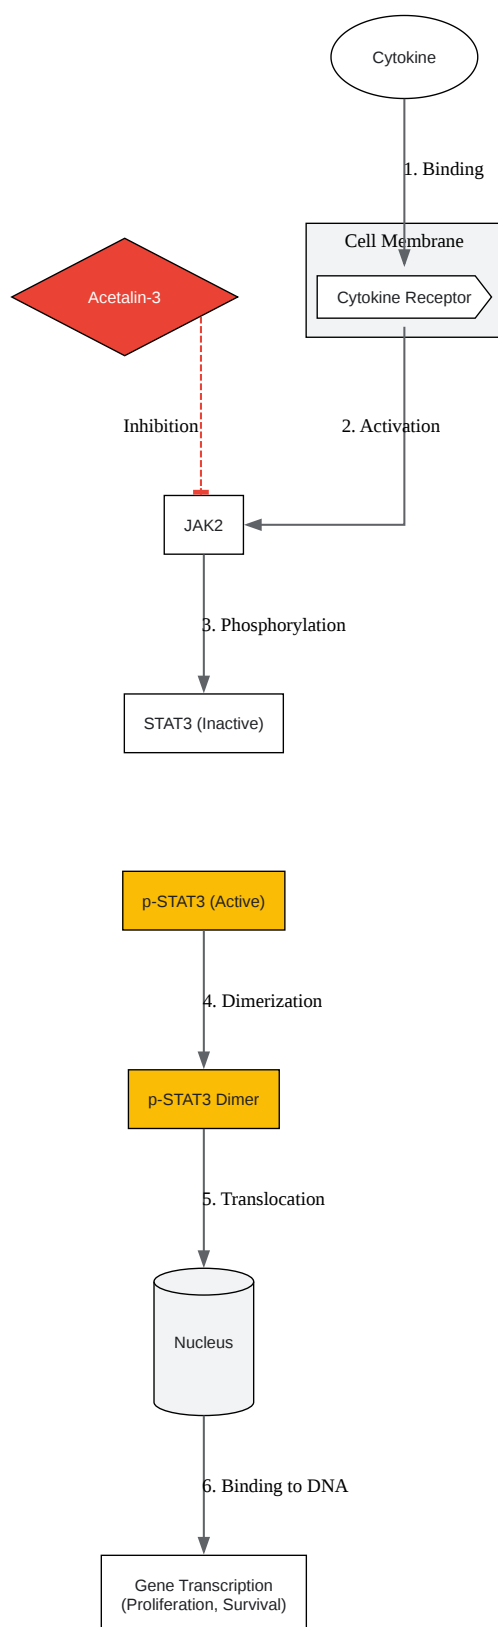 Cytokine
1. Binding
Cell Membrane
Acetalin-3
Cytokine Receptor
Inhibition
2. Activation
JAK2
3. Phosphorylation
STAT3 (Inactive)
p-STAT3 (Active)
4. Dimerization
p-STAT3 Dimer
5. Translocation
Nucleus
6. Binding to DNA
Gene Transcription
(Proliferation, Survival)